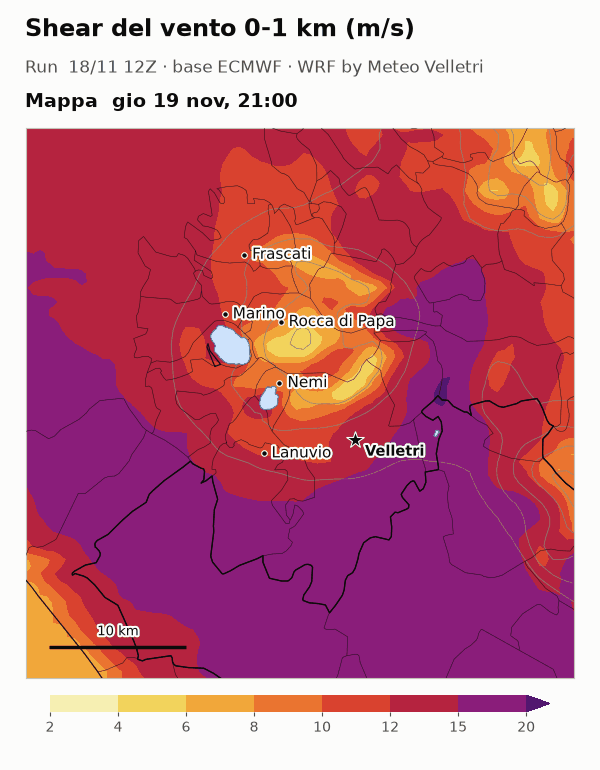 Shear del vento 0-1 km (m/s)
Run  18/11 12Z · base ECMWF · WRF by Meteo Velletri
Mappa  gio 19 nov, 21:00
Frascati
Marino
Rocca di Papa
Nemi
Velletri
Lanuvio
10 km
2 4 6 8 10 12 15 20